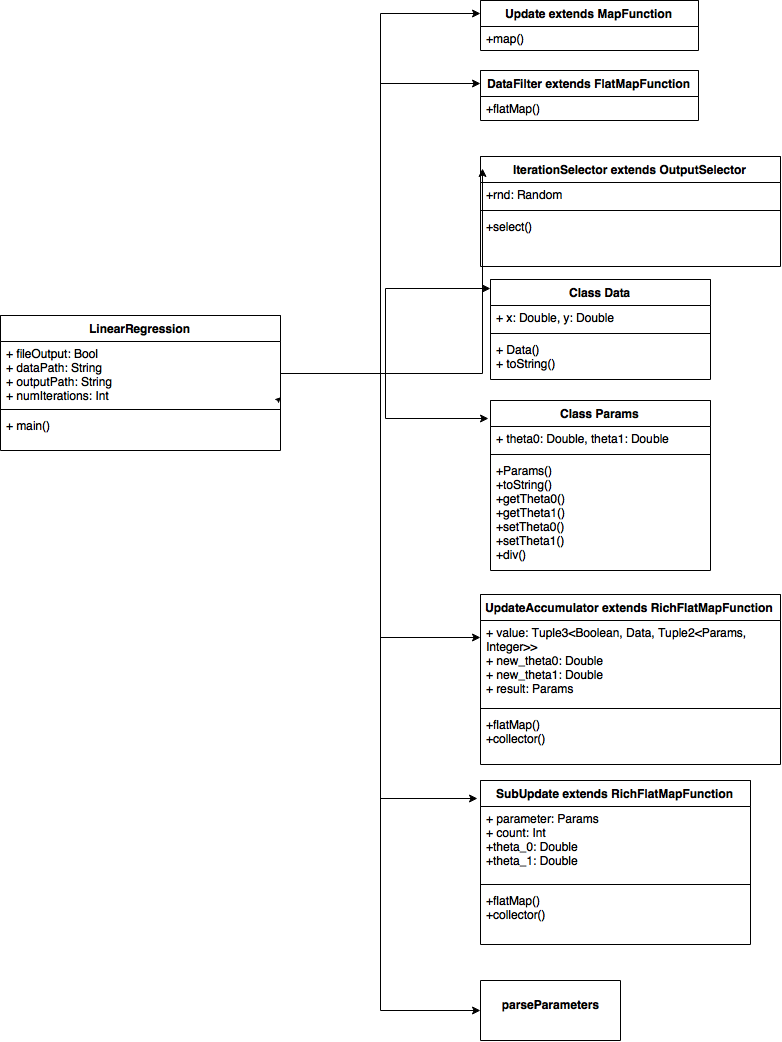 Update extends MapFunction
+map()
DataFilter extends FlatMapFunction
+flatMap()
IterationSelector extends OutputSelector
+rnd: Random
+select()
Class Data
+ x: Double, y: Double
+ Data()
+ toString()
LinearRegression
+ fileOutput: Bool
+ dataPath: String
+ outputPath: String
+ numIterations: Int
+ main()
Class Params
+ theta0: Double, theta1: Double
+Params()
+toString()
+getTheta0()
+getTheta1()
+setTheta0()
+setTheta1()
+div()
UpdateAccumulator extends RichFlatMapFunction
+ value: Tuple3<Boolean, Data, Tuple2<Params,
Integer>>
+ new_theta0: Double
+ new_theta1: Double
+ result: Params
+flatMap()
+collector()
SubUpdate extends RichFlatMapFunction
+ parameter: Params
+ count: Int
+theta_0: Double
+theta_1: Double
+flatMap()
+collector()
parseParameters